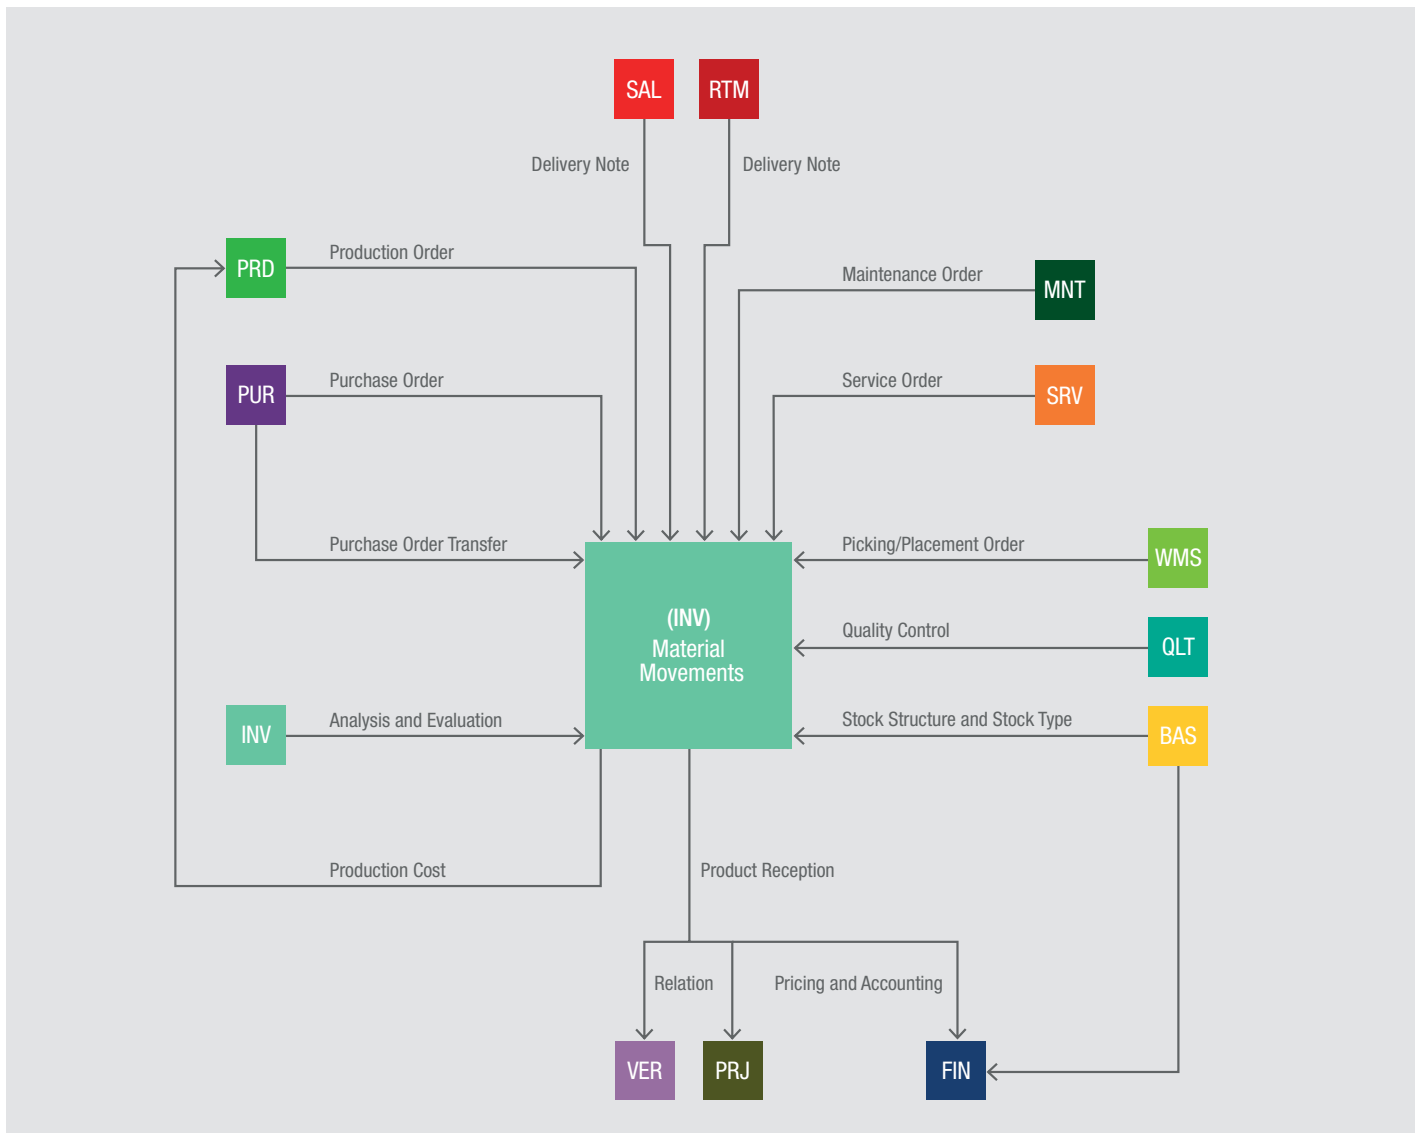 SAL
RTM
Delivery Note
Delivery Note
PRD
Production Order
Maintenance Order
MNT
PUR
Purchase Order
Service Order
SRV
Purchase Order Transfer
Picking/Placement Order
WMS
(INV)
Material
Movements
Quality Control
QLT
INV
Analysis and Evaluation
Stock Structure and Stock Type
BAS
Production Cost
Product Reception
Relation
Pricing and Accounting
VER
PRJ
FIN